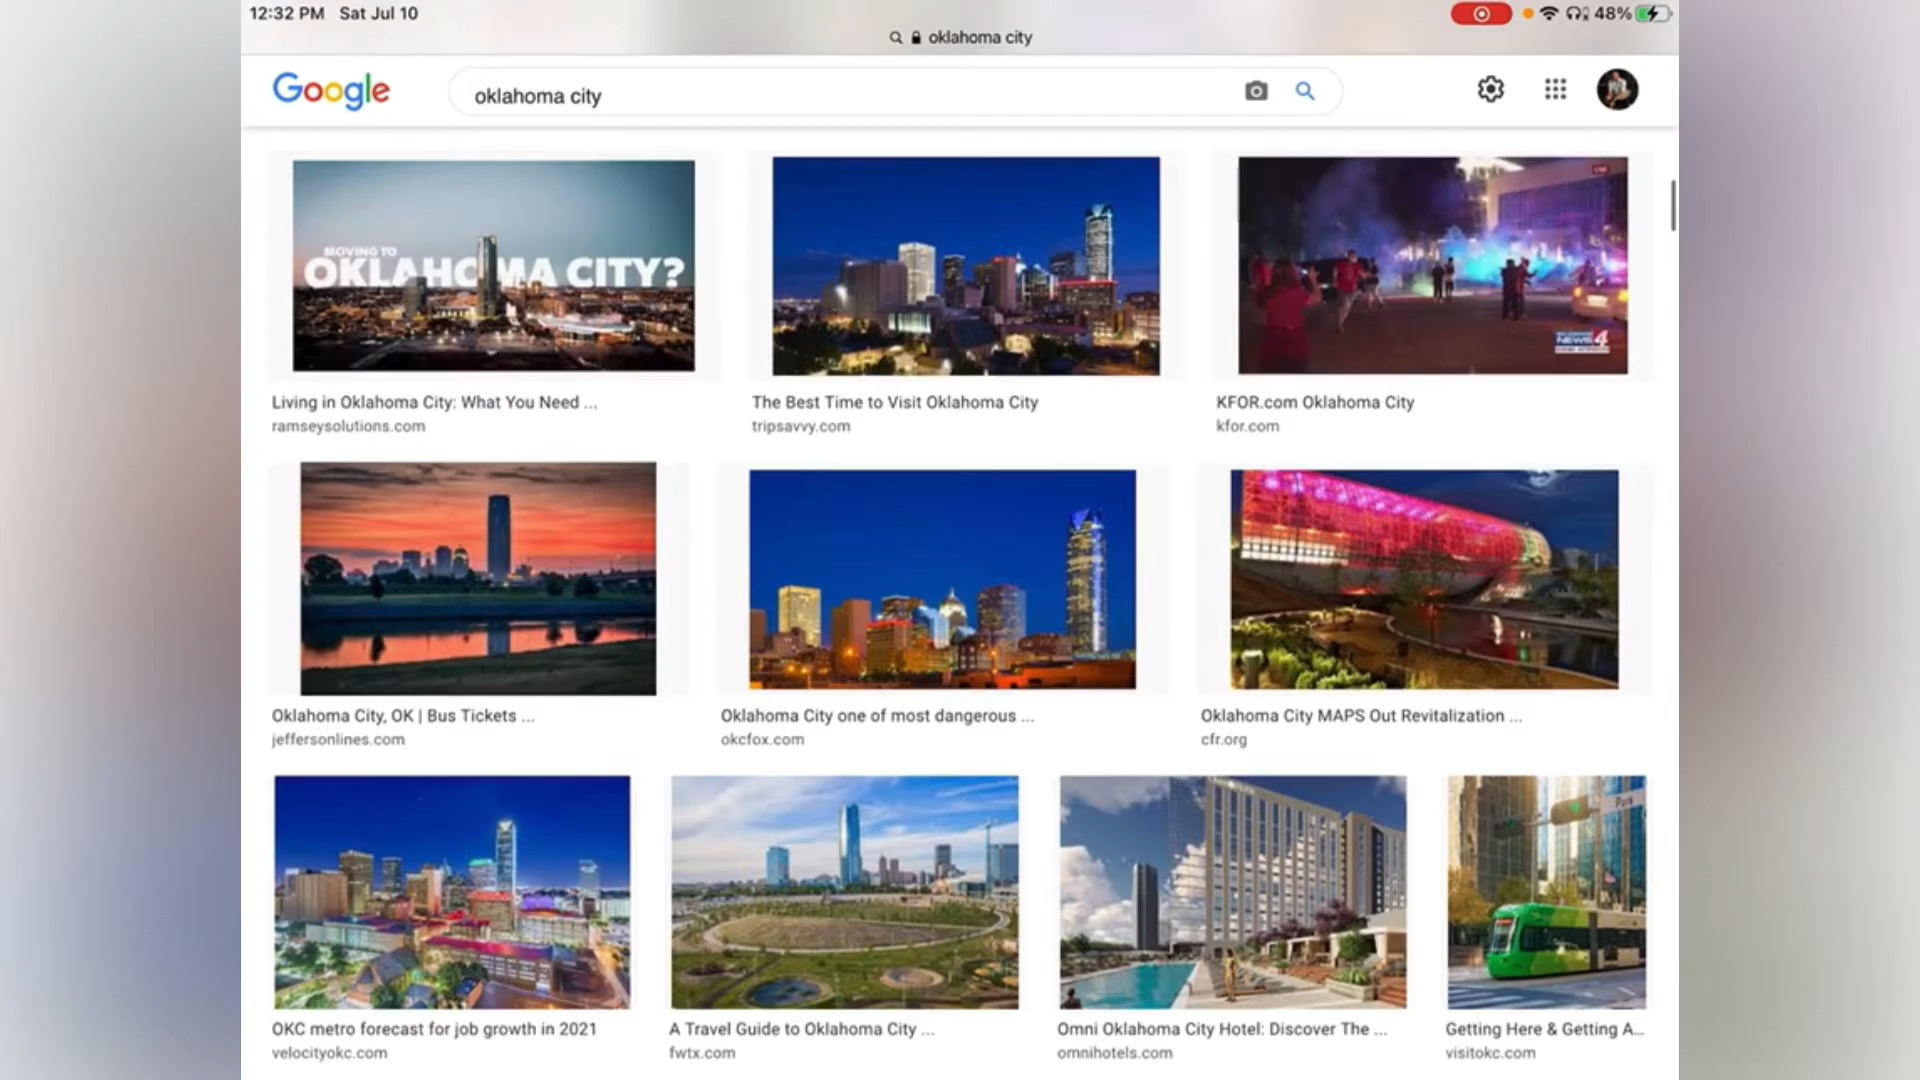 12:32 PM Sat Jul 10
48%
oklahoma city
Google
oklahoma city
MOVING TO
OKLAHOMA CITY?
LIVE
NEWS 4
Living in Oklahoma City: What You Need ...
ramseysolutions.com
The Best Time to Visit Oklahoma City
tripsavvy.com
KFOR.com Oklahoma City
kfor.com
Oklahoma City, OK | Bus Tickets ...
jeffersonlines.com
Oklahoma City one of most dangerous ...
okcfox.com
Oklahoma City MAPS Out Revitalization ...
cfr.org
Park
OKC metro forecast for job growth in 2021
velocityokc.com
A Travel Guide to Oklahoma City ...
fwtx.com
Omni Oklahoma City Hotel: Discover The ...
omnihotels.com
Getting Here & Getting A...
visitokc.com